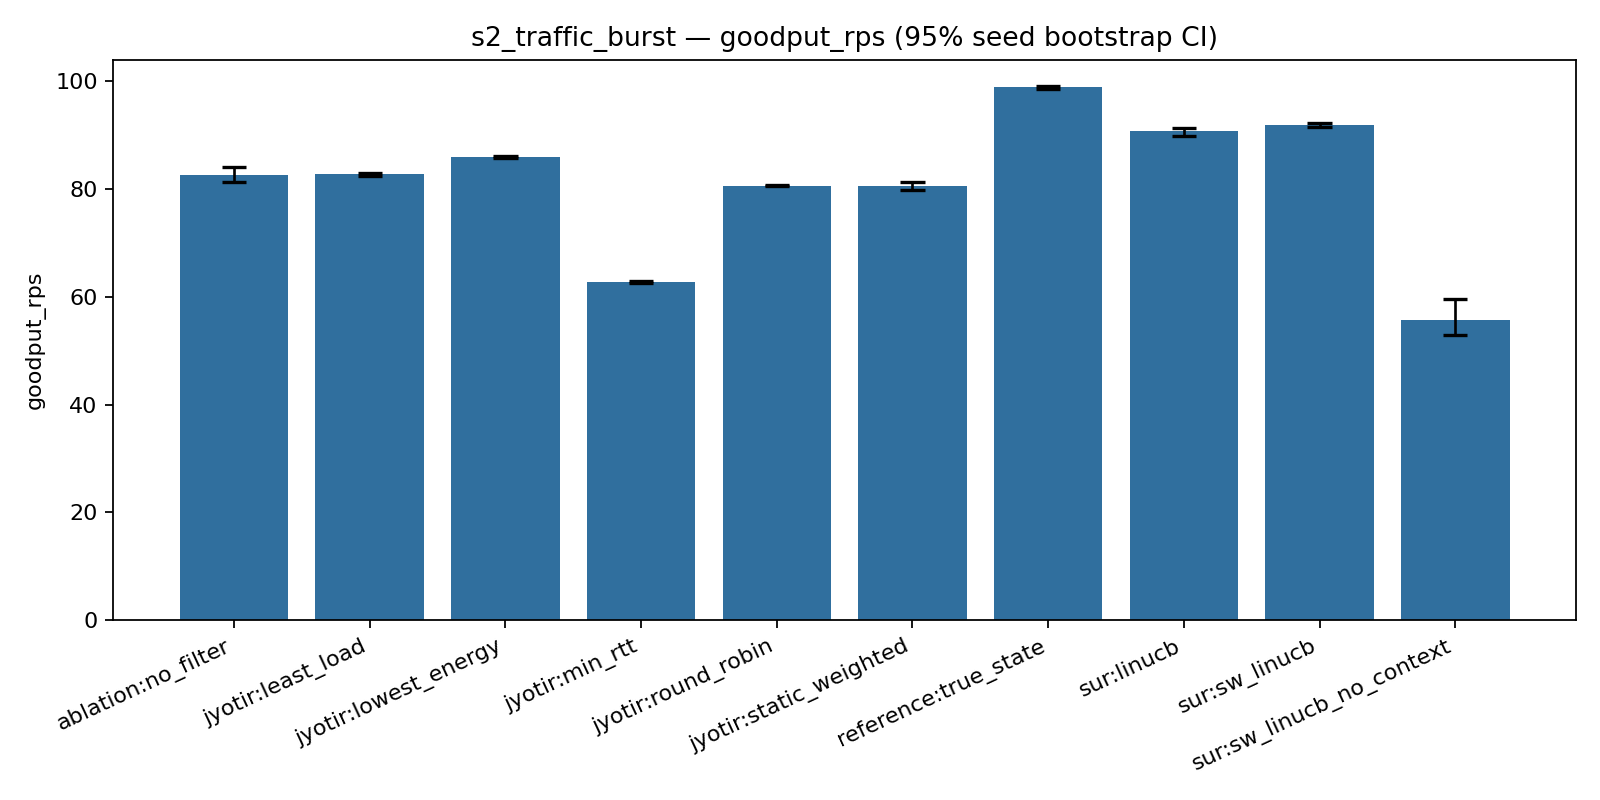 s2_traffic_burst — goodput_rps (95% seed bootstrap CI)
goodput_rps
100
80
60
40
20
0
ablation:no_filter
jyotir:least_load
jyotir:lowest_energy
jyotir:min_rtt
jyotir:round_robin
jyotir:static_weighted
reference:true_state
sur:linucb
sur:sw_linucb
sur:sw_linucb_no_context